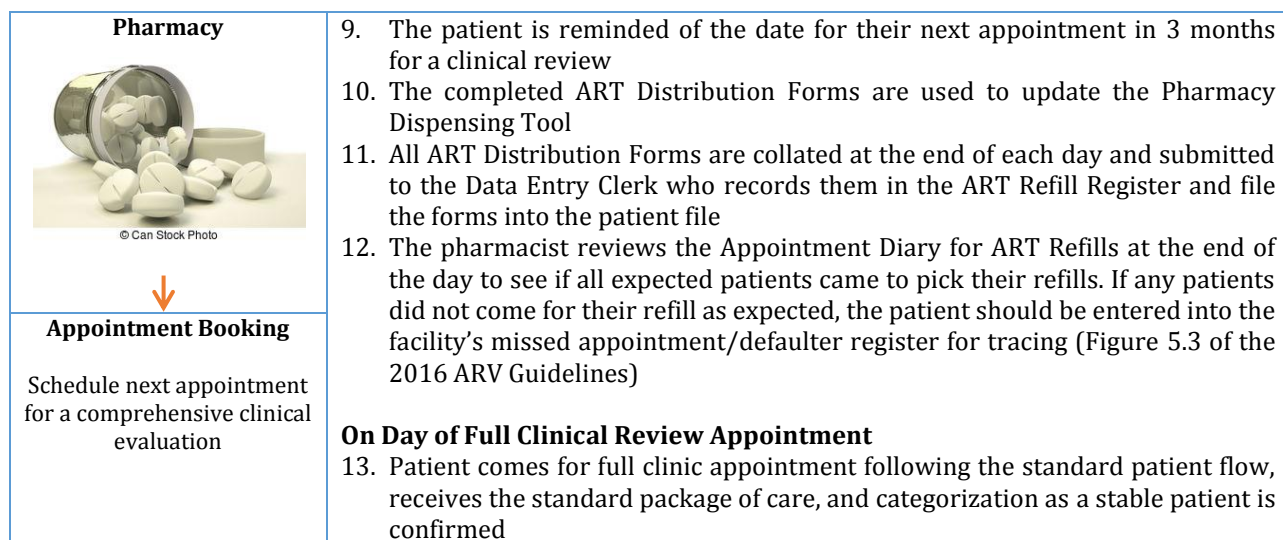 Pharmacy
© Can Stock Photo
Appointment Booking
Schedule next appointment
for a comprehensive clinical
evaluation
9. The patient is reminded of the date for their next appointment in 3 months
for a clinical review
10. The completed ART Distribution Forms are used to update the Pharmacy
Dispensing Tool
11. All ART Distribution Forms are collated at the end of each day and submitted
to the Data Entry Clerk who records them in the ART Refill Register and file
the forms into the patient file
12. The pharmacist reviews the Appointment Diary for ART Refills at the end of
the day to see if all expected patients came to pick their refills. If any patients
did not come for their refill as expected, the patient should be entered into the
facility's missed appointment/defaulter register for tracing (Figure 5.3 of the
2016 ARV Guidelines)
On Day of Full Clinical Review Appointment
13. Patient comes for full clinic appointment following the standard patient flow,
receives the standard package of care, and categorization as a stable patient is
confirmed